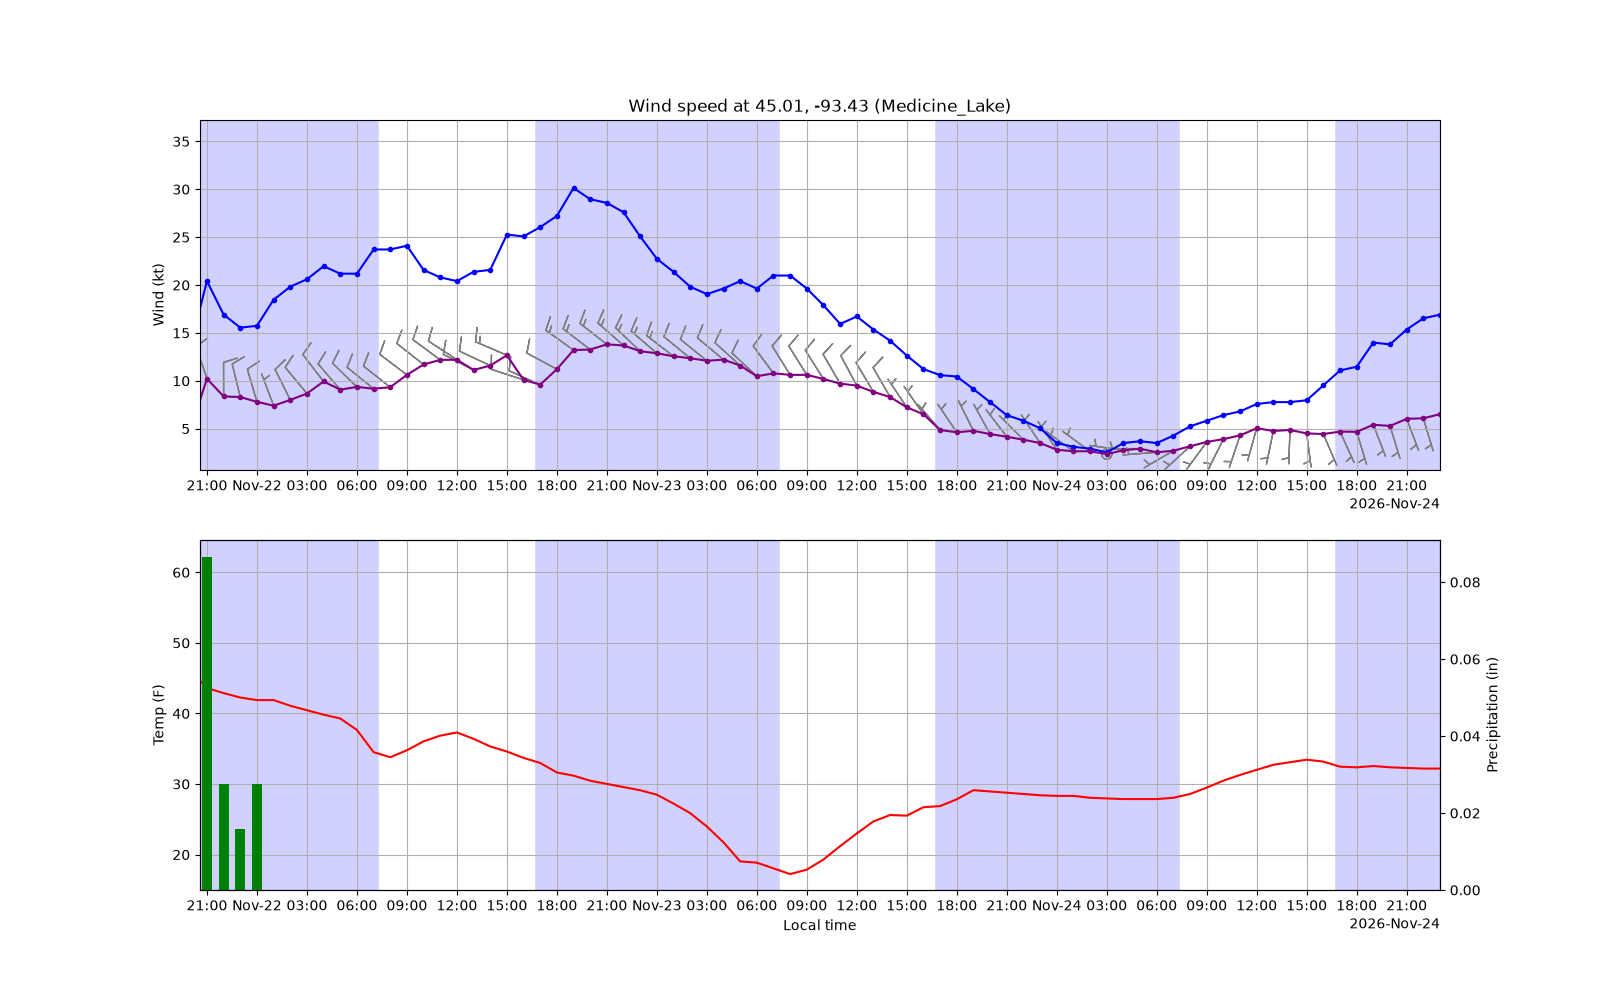 Wind speed at 45.01, -93.43 (Medicine_Lake)
Wind (kt)
35
30
25
20
15
10
5
21:00 Nov-22 03:00 06:00 09:00 12:00 15:00 18:00 21:00 Nov-23 03:00 06:00 09:00 12:00 15:00 18:00 21:00 Nov-24 03:00 06:00 09:00 12:00 15:00 18:00 21:00
2026-Nov-24
Temp (F)
60
50
40
30
20
0.08
0.06
0.04
0.02
0.00
Precipitation (in)
21:00 Nov-22 03:00 06:00 09:00 12:00 15:00 18:00 21:00 Nov-23 03:00 06:00 09:00 12:00 15:00 18:00 21:00 Nov-24 03:00 06:00 09:00 12:00 15:00 18:00 21:00
Local time
2026-Nov-24